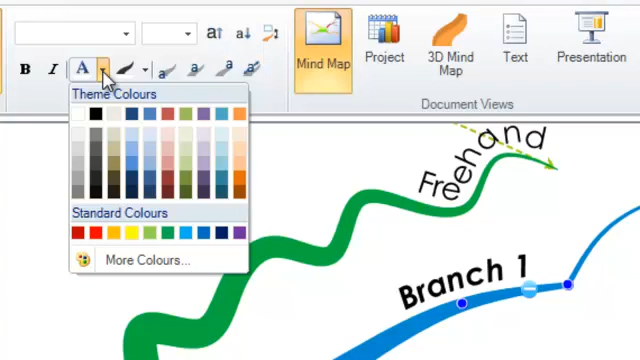 B I A
Mind Map
Project
3D Mind
Map
Text
Presentation
Document Views
Theme Colours
Standard Colours
More Colours...
Freehand
Branch 1